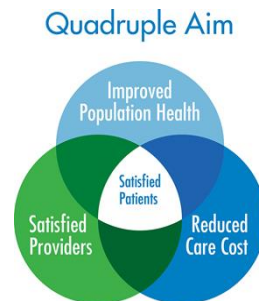 Quadruple Aim
Improved
Population Health
Satisfied
Patients
Satisfied
Providers
Reduced
Care Cost